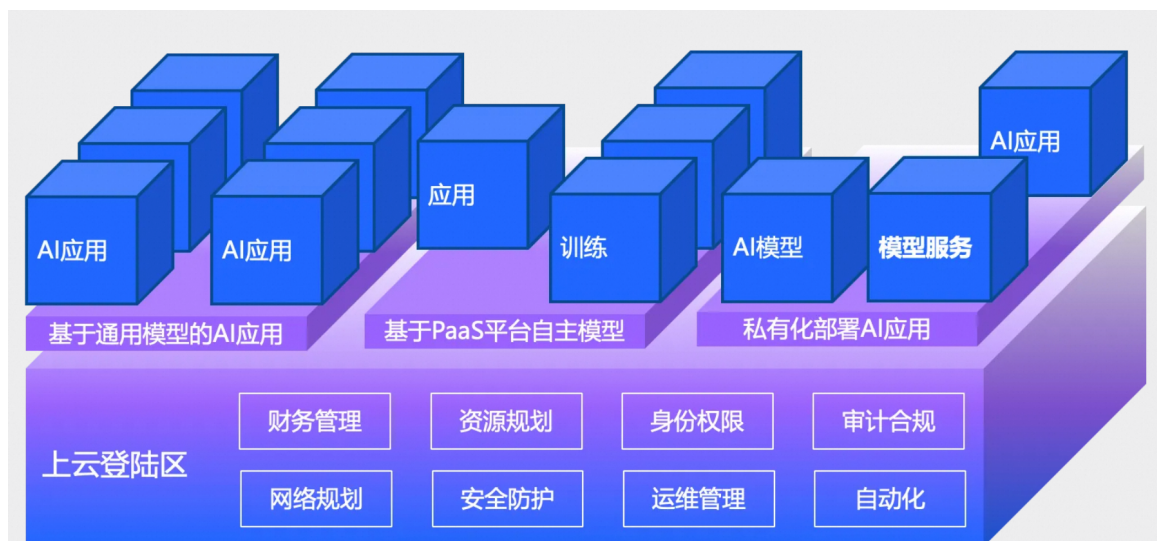 AI应用
应用
AI应用
AI应用
训练
AI模型
模型服务
基于通用模型的AI应用
基于PaaS平台自主模型
私有化部署AI应用
上云登陆区
财务管理
资源规划
身份权限
审计合规
网络规划
安全防护
运维管理
自动化